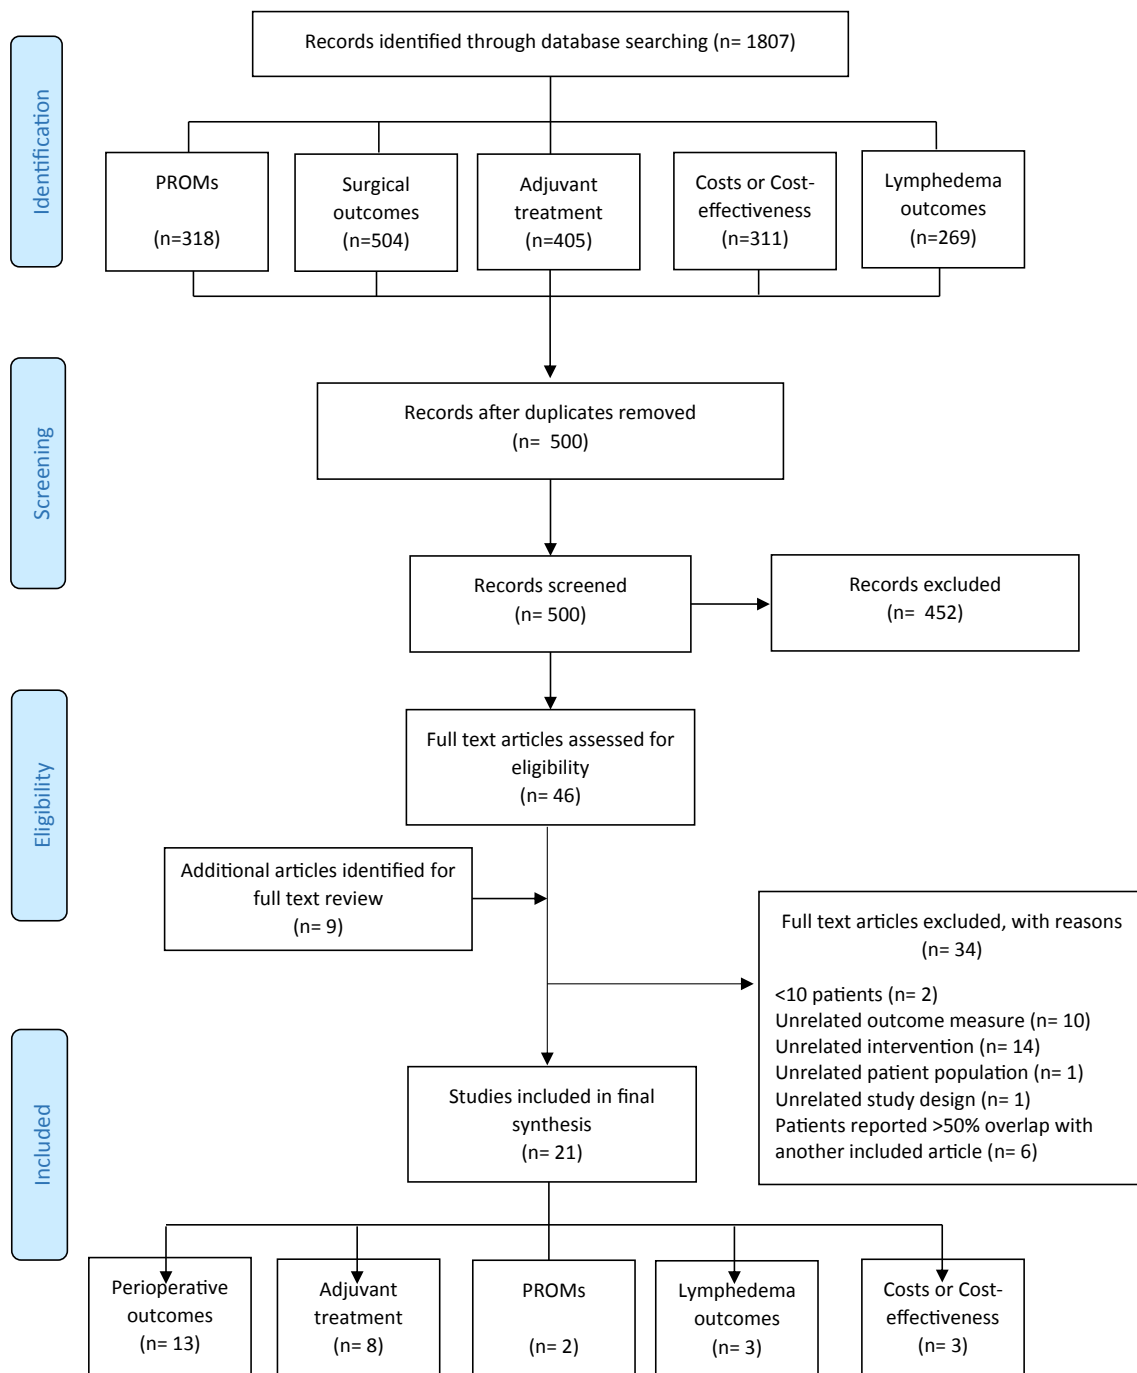 Records identified through database searching (n= 1807)
Identification
PROMs
(n=318)
Surgical
outcomes
(n=504)
Adjuvant
treatment
(n=405)
Costs or Cost-
effectiveness
(n=311)
Lymphedema
outcomes
(n=269)
Screening
Records after duplicates removed
(n= 500)
Records screened
(n= 500)
Records excluded
(n= 452)
Eligibility
Full text articles assessed for
eligibility
(n= 46)
Additional articles identified for
full text review
(n= 9)
Full text articles excluded, with reasons
(n= 34)
<10 patients (n= 2)
Unrelated outcome measure (n= 10)
Unrelated intervention (n= 14)
Unrelated patient population (n= 1)
Unrelated study design (n= 1)
Patients reported >50% overlap with
another included article (n= 6)
Included
Studies included in final
synthesis
(n= 21)
Perioperative
outcomes
(n= 13)
Adjuvant
treatment
(n= 8)
PROMs
(n= 2)
Lymphedema
outcomes
(n= 3)
Costs or Cost-
effectiveness
(n= 3)